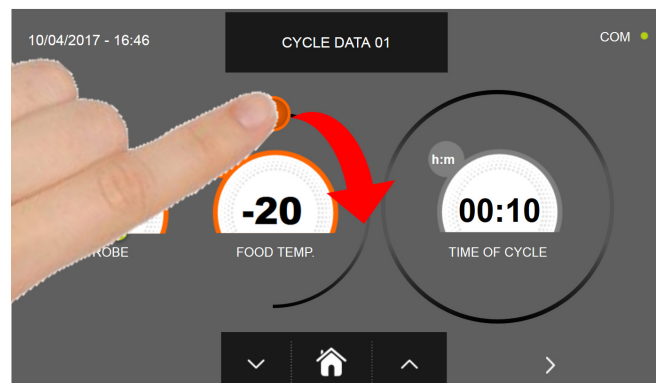 10/04/2017 - 16:46
CYCLE DATA 01
COM
h:m
-20
00:10
ROBE
FOOD TEMP.
TIME OF CYCLE